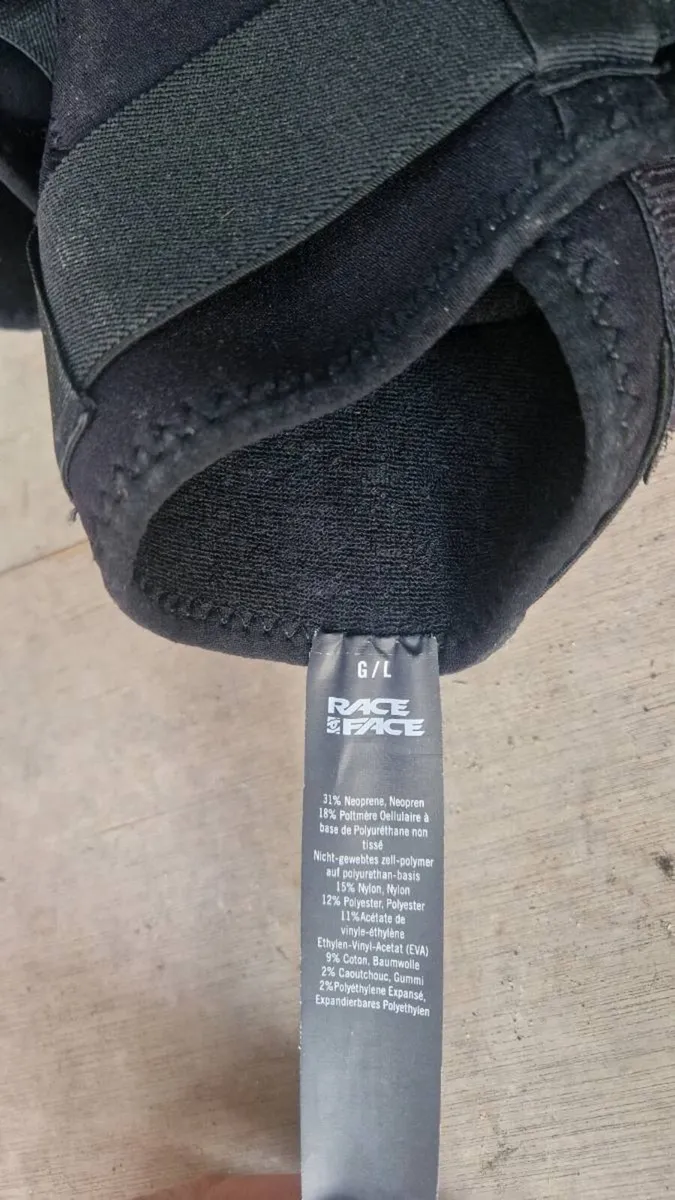 G/L
RACE
FACE
31% Neoprene, Neopren
18% Poltmère Oellulaire à
base de Polyuréthane non
tissé
Nicht-gewebtes zell-polymer
auf polyurethan-basis
15% Nylon, Nylon
12% Polyester, Polyester
11%Acétate de
vinyle-éthylène
Ethylen-Vinyl-Acetat (EVA)
9% Coton, Baumwolle
2% Caoutchouc, Gummi
2%Polyéthylene Expansé,
Expandierbares Polyethylen